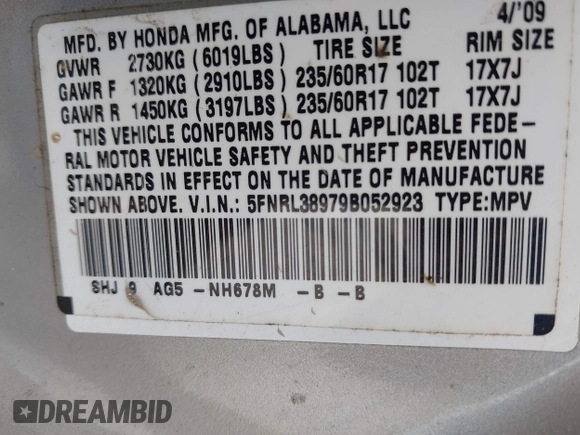 MFD. BY HONDA MFG. OF ALABAMA, LLC 4/'09
GVWR 2730KG (6019LBS) TIRE SIZE RIM SIZE
GAWR F 1320KG (2910LBS) 235/60R17 102T 17X7J
GAWR R 1450KG (3197LBS) 235/60R17 102T 17X7J
THIS VEHICLE CONFORMS TO ALL APPLICABLE FEDE-
RAL MOTOR VEHICLE SAFETY AND THEFT PREVENTION
STANDARDS IN EFFECT ON THE DATE OF MANUFACTURE
SHOWN ABOVE. V.I.N.: 5FNRL38979B052923 TYPE:MPV
SHJ 9 AG5 -NH678M -B -B
DREAMBID